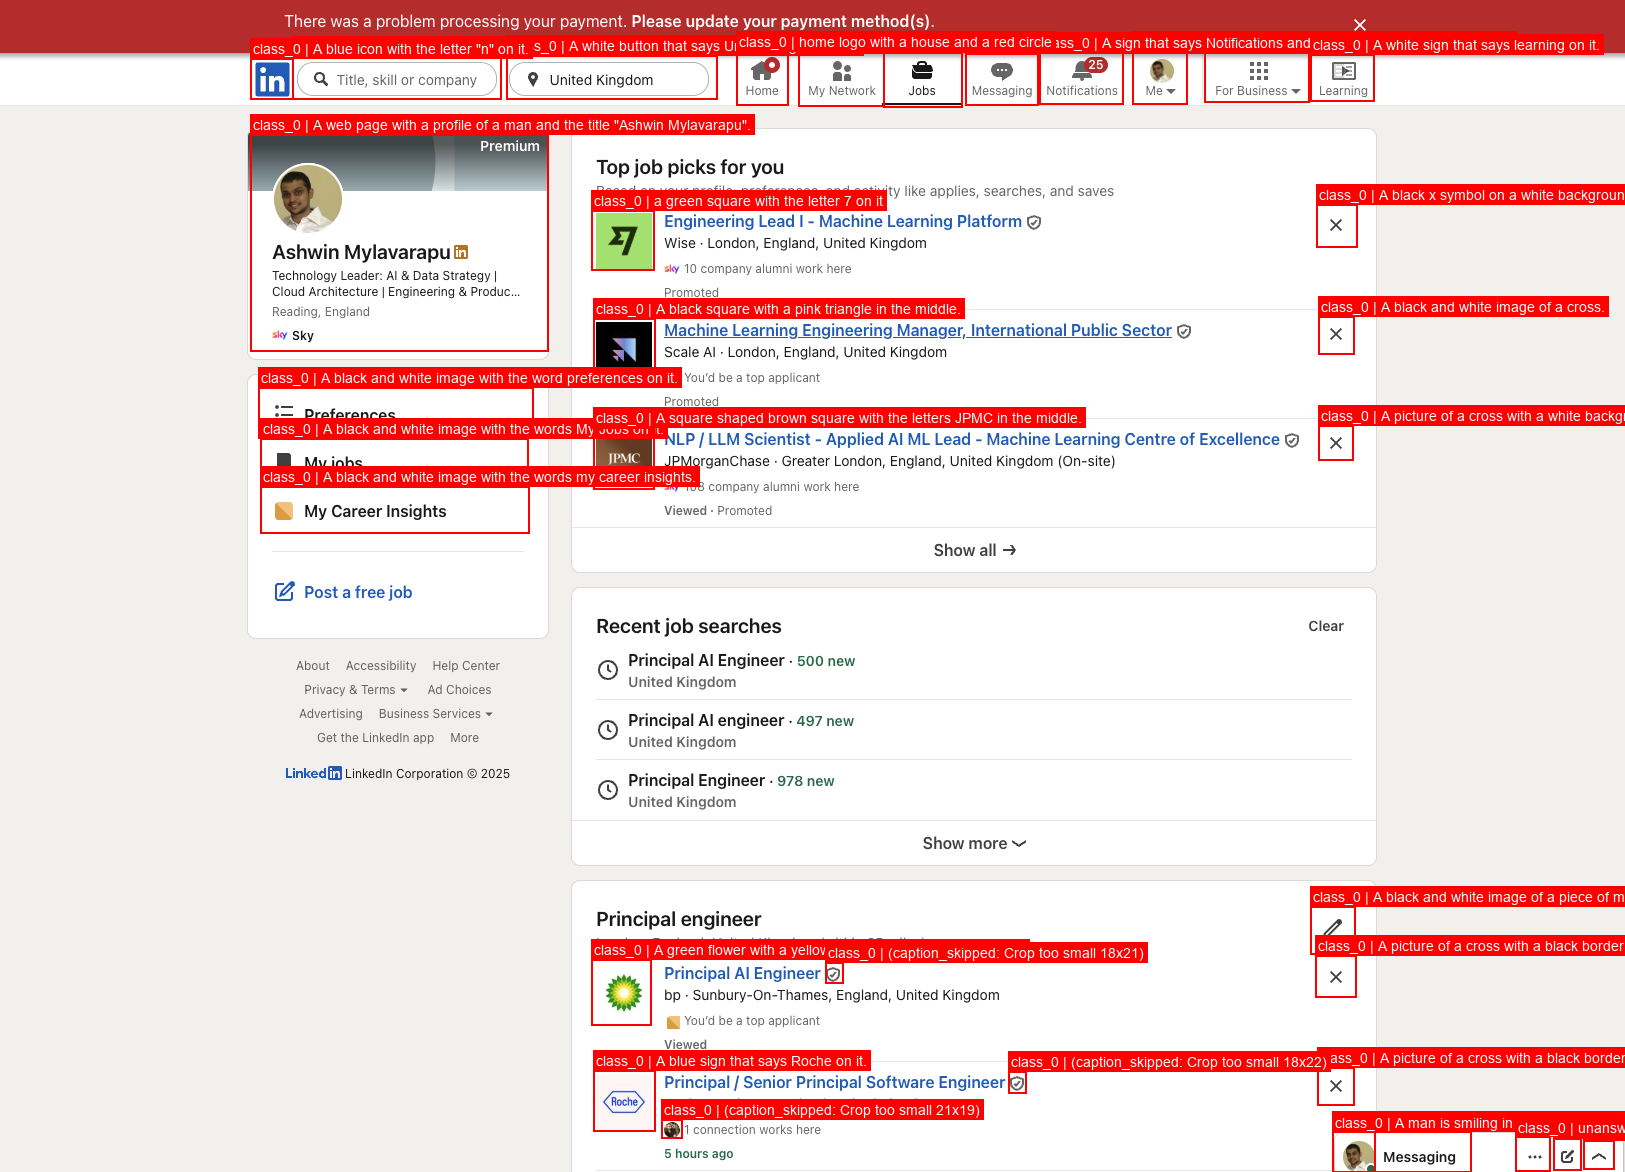 There was a problem processing your payment. Please update your payment method(s).
class_0 | A blue icon with the letter "n" on it.
class_0 | home logo with a house and a red circle
class_0 | A white sign that says learning on it.
in
Title, skill or company
United Kingdom
Home
My Network
Jobs
Messaging
25
Notifications
Me
For Business
Learning
class_0 | A web page with a profile of a man and the title "Ashwin Mylavarapu".
Premium
Ashwin Mylavarapu in
Technology Leader: AI & Data Strategy |
Cloud Architecture | Engineering & Produc...
Reading, England
sky Sky
class_0 | A black and white image with the word preferences on it.
Preferences
class_0 | A black and white image with the words My Jobs on it.
My jobs
class_0 | A black and white image with the words my career insights.
My Career Insights
Post a free job
About Accessibility Help Center
Privacy & Terms Ad Choices
Advertising Business Services
Get the LinkedIn app More
LinkedIn LinkedIn Corporation © 2025
Top job picks for you
Based on your profile, preferences, and activity like applies, searches, and saves
class_0 | a green square with the letter 7 on it
class_0 | A black x symbol on a white background
Engineering Lead I - Machine Learning Platform
Wise · London, England, United Kingdom
sky 10 company alumni work here
Promoted
class_0 | A black square with a pink triangle in the middle.
class_0 | A black and white image of a cross.
Machine Learning Engineering Manager, International Public Sector
Scale AI · London, England, United Kingdom
You'd be a top applicant
Promoted
class_0 | A square shaped brown square with the letters JPMC in the middle.
class_0 | A picture of a cross with a white
JPMC
NLP / LLM Scientist - Applied AI ML Lead - Machine Learning Centre of Excellence
JPMorganChase · Greater London, England, United Kingdom (On-site)
sky 108 company alumni work here
Viewed · Promoted
Show all →
Recent job searches
Clear
Principal AI Engineer · 500 new
United Kingdom
Principal AI engineer · 497 new
United Kingdom
Principal Engineer · 978 new
United Kingdom
Show more
class_0 | A black and white image of a piece of
Principal engineer
class_0 | A green flower with a
class_0 | (caption_skipped: Crop too small 18x21)
class_0 | A picture of a cross with a black border
Principal AI Engineer
bp · Sunbury-On-Thames, England, United Kingdom
You'd be a top applicant
Viewed
class_0 | A blue sign that says Roche on it.
class_0 | (caption_skipped: Crop too small 18x22)
A picture of a cross with a black border
Roche
Principal / Senior Principal Software Engineer
class_0 | (caption_skipped: Crop too small 21x19)
1 connection works here
5 hours ago
class_0 | A man is smiling in
class_0 |
Messaging